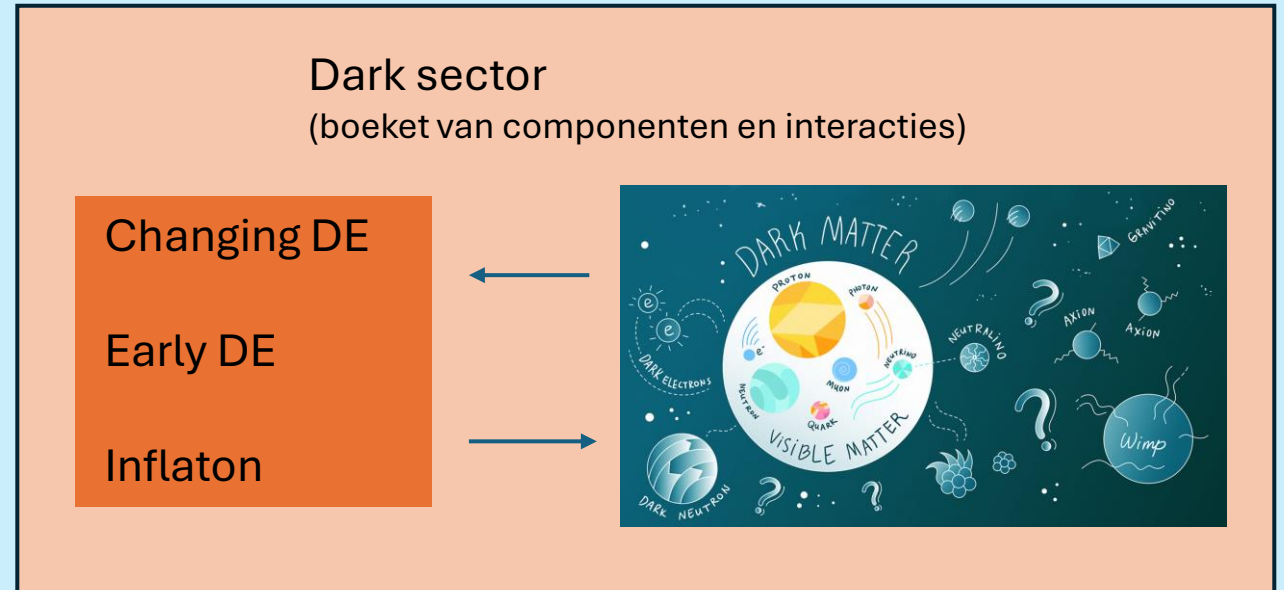 Dark sector
(boeket van componenten en interacties)
Changing DE
Early DE
Inflaton
DARK MATTER
GRAVITINO
PROTON
PHOTON
e
e
AXION
AXION
NEUTRALINO
DARK ELECTRONS
e-
NEUTRINO
MUON
NEUTRON
QUARK
VISIBLE MATTER
?
?
Wimp
DARK NEUTRON
?
?